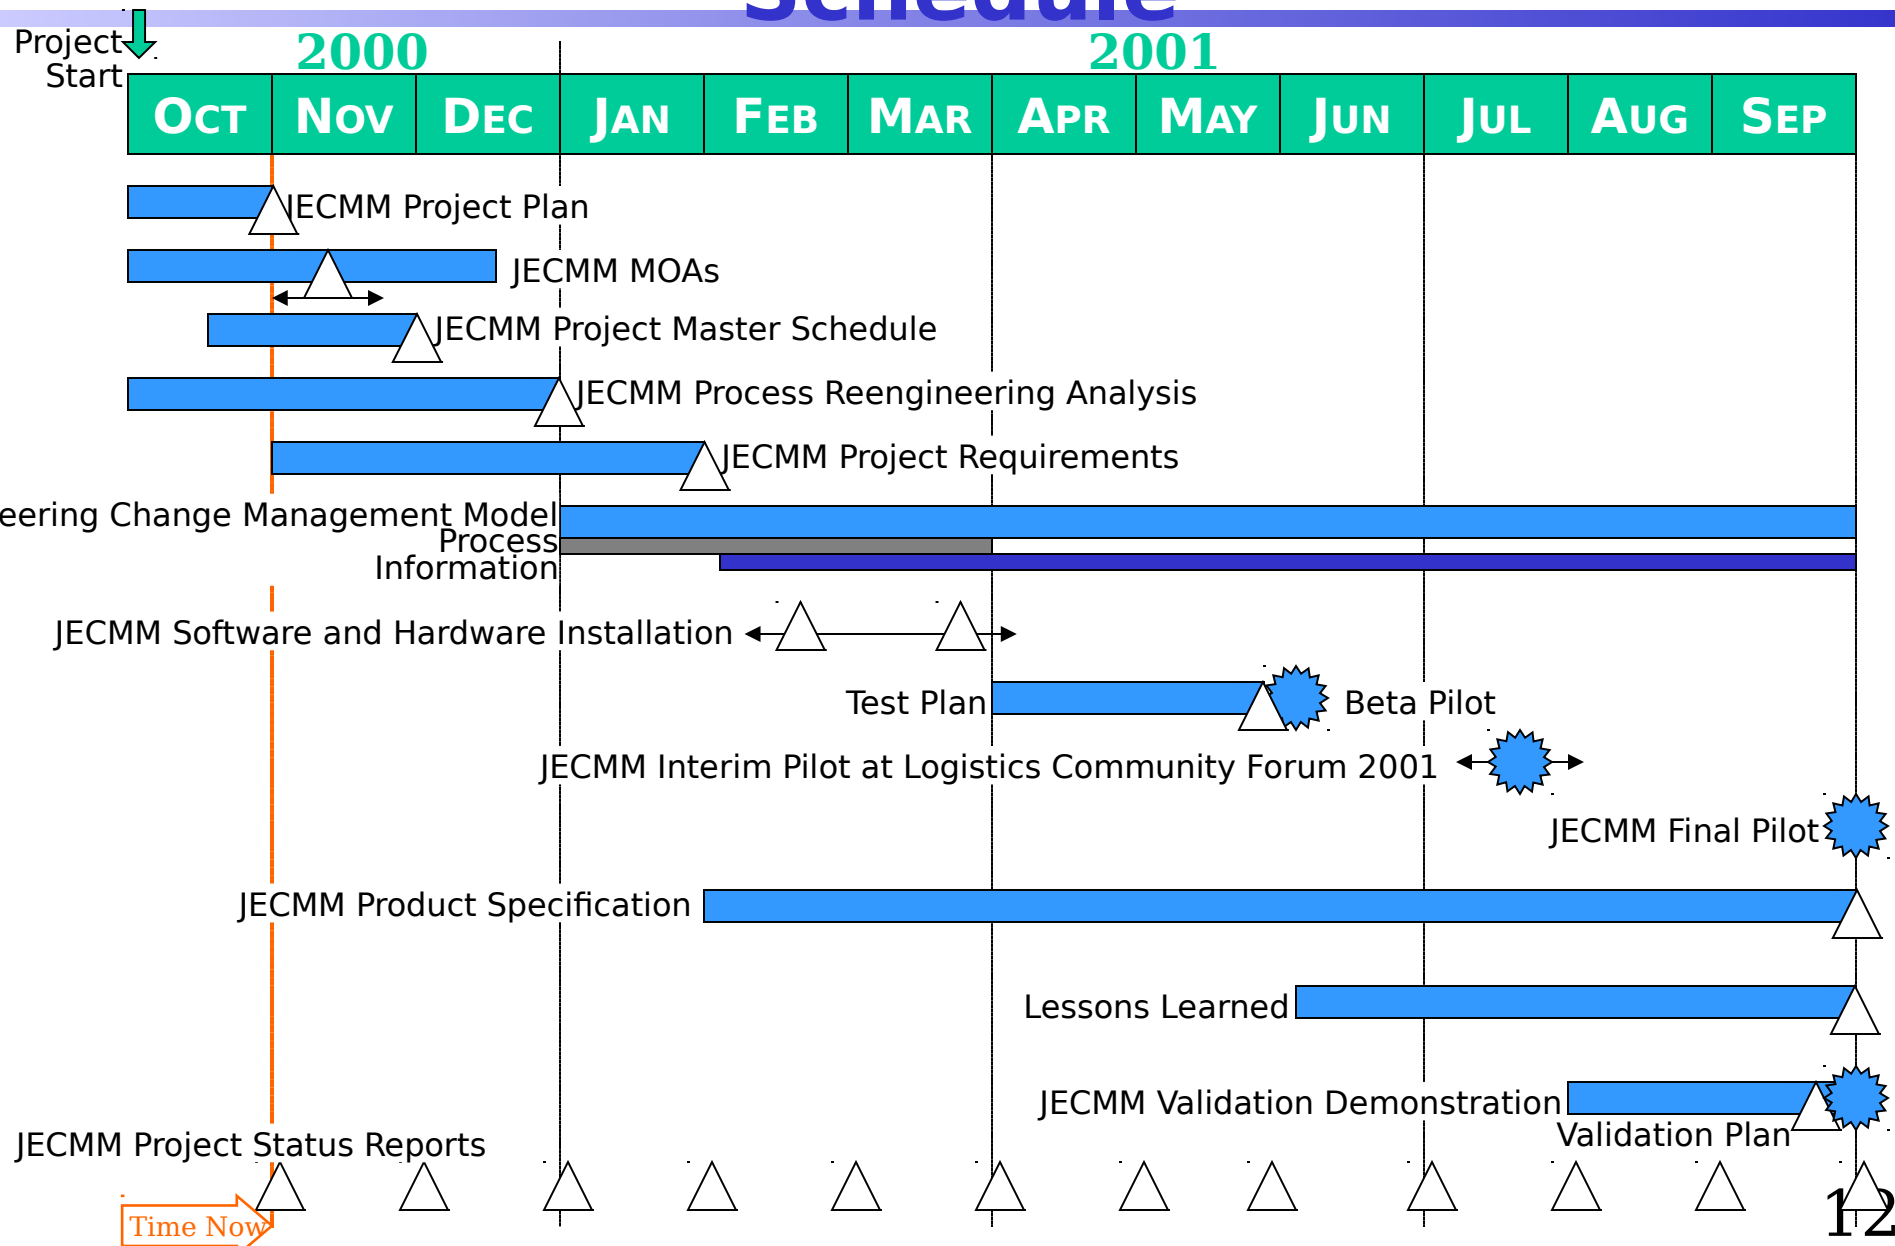 Schedule
Project
Start
2000
2001
OCT NOV DEC JAN FEB MAR APR MAY JUN JUL AUG SEP
JECMM Project Plan
JECMM MOAs
JECMM Project Master Schedule
JECMM Process Reengineering Analysis
JECMM Project Requirements
eering Change Management Model
Process
Information
JECMM Software and Hardware Installation
Test Plan
Beta Pilot
JECMM Interim Pilot at Logistics Community Forum 2001
JECMM Final Pilot
JECMM Product Specification
Lessons Learned
JECMM Validation Demonstration
Validation Plan
JECMM Project Status Reports
Time Now
12